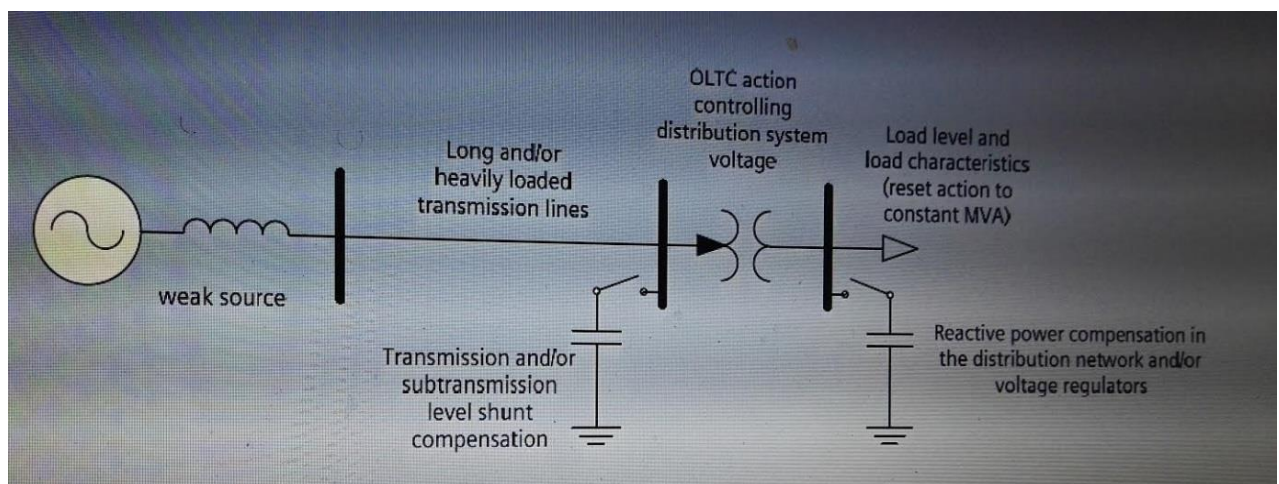 OLTC action
controlling
distribution system
voltage
Load level and
load characteristics
(reset action to
constant MVA)
Long and/or
heavily loaded
transmission lines
weak source
Transmission and/or
subtransmission
level shunt
compensation
Reactive power compensation in
the distribution network and/or
voltage regulators